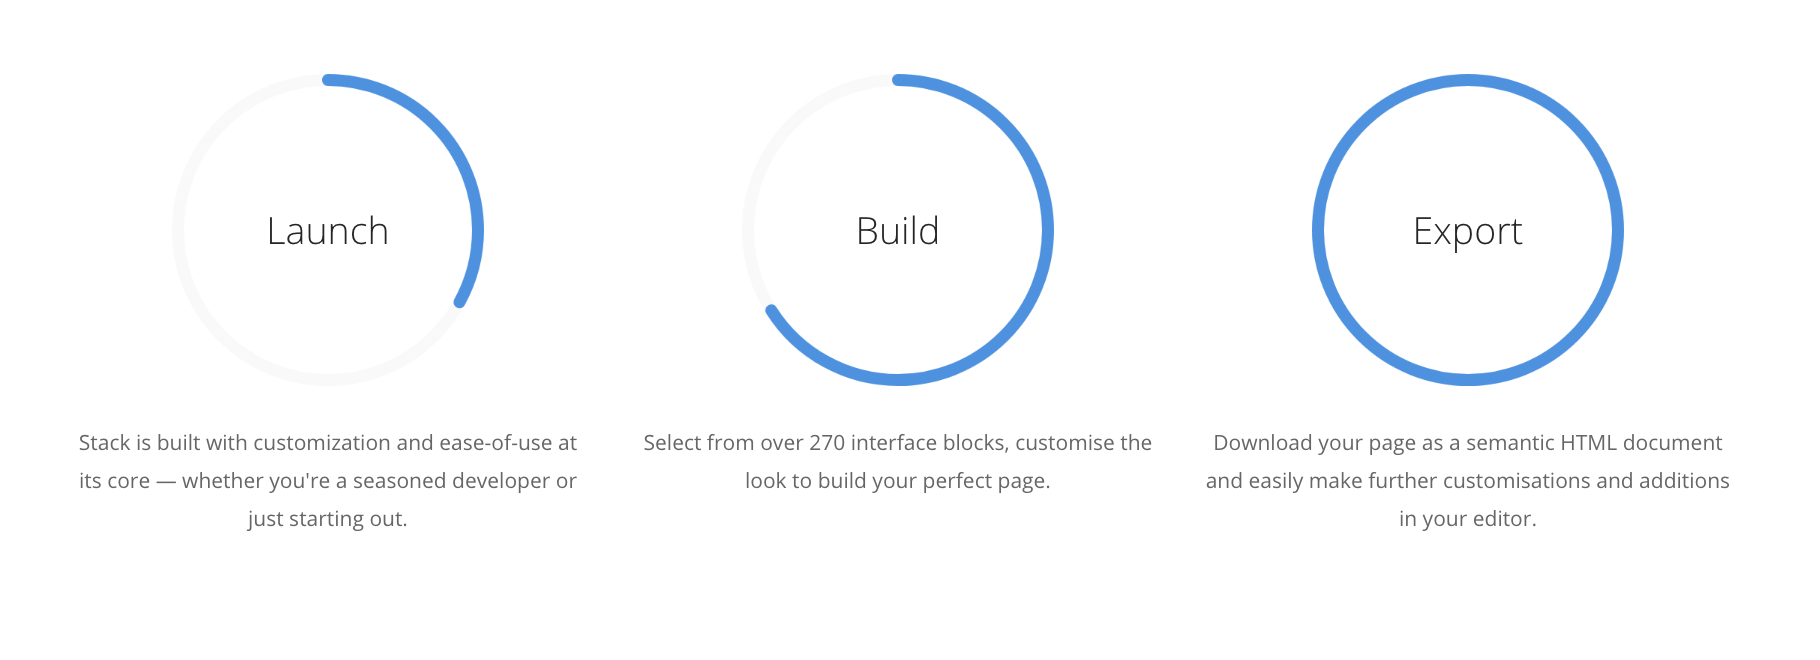 Launch
Stack is built with customization and ease-of-use at
its core — whether you're a seasoned developer or
just starting out.
Build
Select from over 270 interface blocks, customise the
look to build your perfect page.
Export
Download your page as a semantic HTML document
and easily make further customisations and additions
in your editor.